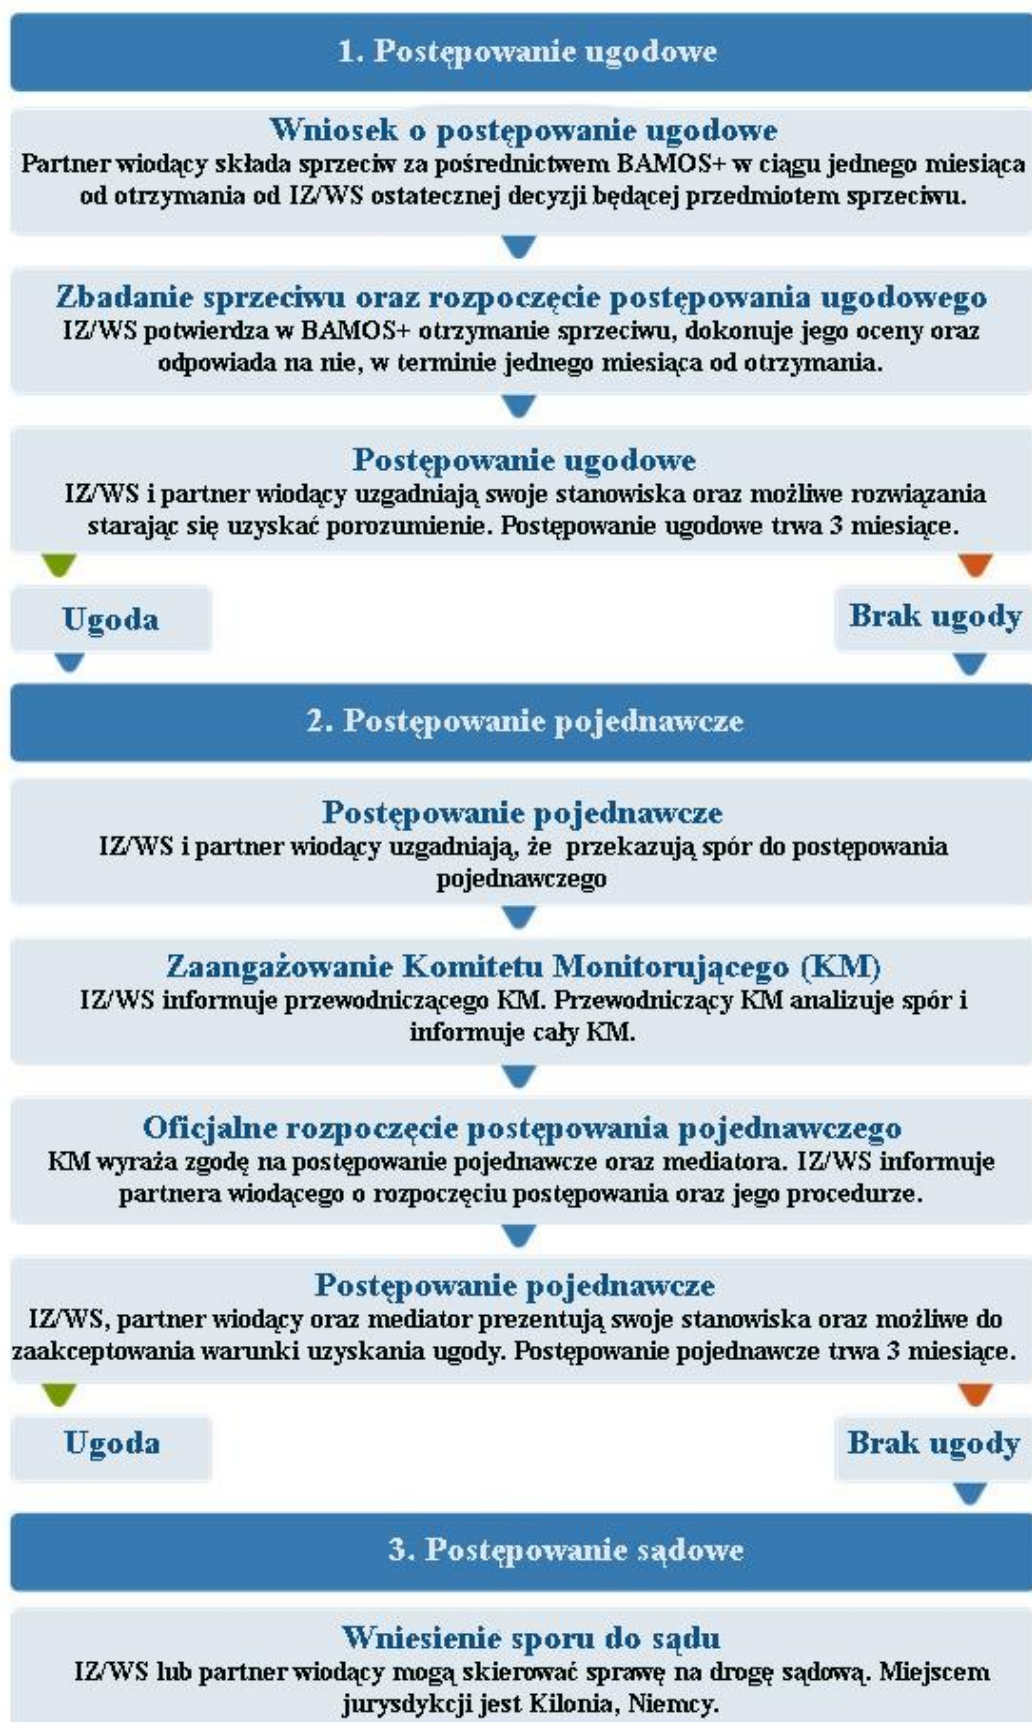 1. Postępowanie ugodowe
Wniosek o postępowanie ugodowe
Partner wiodący składa sprzeciw za pośrednictwem BAMOS+ w ciągu jednego miesiąca
od otrzymania od IZ/WS ostatecznej decyzji będącej przedmiotem sprzeciwu.
Zbadanie sprzeciwu oraz rozpoczęcie postępowania ugodowego
IZ/WS potwierdza w BAMOS+ otrzymanie sprzeciwu, dokonuje jego oceny oraz
odpowiada na nie, w terminie jednego miesiąca od otrzymania.
Postępowanie ugodowe
IZ/WS i partner wiodący uzgadniają swoje stanowiska oraz możliwe rozwiązania
starając się uzyskać porozumienie. Postępowanie ugodowe trwa 3 miesiące.
Ugoda
Brak ugody
2. Postępowanie pojednawcze
Postępowanie pojednawcze
IZ/WS i partner wiodący uzgadniają, że przekazują spór do postępowania
pojednawczego
Zaangażowanie Komitetu Monitorującego (KM)
IZ/WS informuje przewodniczącego KM. Przewodniczący KM analizuje spór i
informuje cały KM.
Oficjalne rozpoczęcie postępowania pojednawczego
KM wyraża zgodę na postępowanie pojednawcze oraz mediatora. IZ/WS informuje
partnera wiodącego o rozpoczęciu postępowania oraz jego procedurze.
Postępowanie pojednawcze
IZ/WS, partner wiodący oraz mediator prezentują swoje stanowiska oraz możliwe do
zaakceptowania warunki uzyskania ugody. Postępowanie pojednawcze trwa 3 miesiące.
Ugoda
Brak ugody
3. Postępowanie sądowe
Wniesienie sporu do sądu
IZ/WS lub partner wiodący mogą skierować sprawę na drogę sądową. Miejscem
jurysdykcji jest Kilonia, Niemcy.